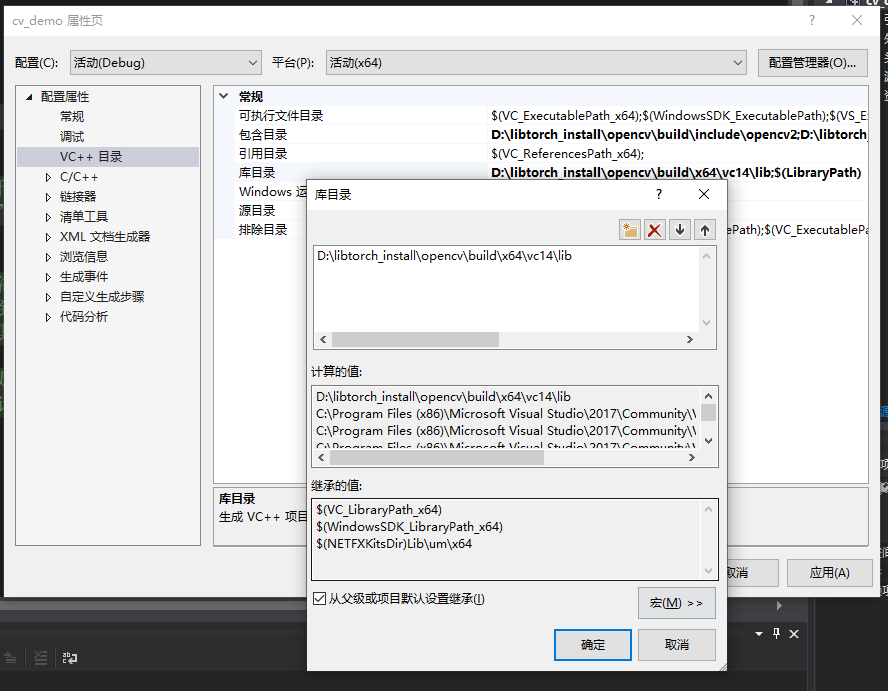 cv_demo 属性页
?
配置(C):
活动(Debug)
平台(P):
活动(x64)
配置管理器(O)...
配置属性
常规
调试
VC++ 目录
C/C++
链接器
清单工具
XML 文档生成器
浏览信息
生成事件
自定义生成步骤
代码分析
常规
可执行文件目录
$(VC_ExecutablePath_x64);$(WindowsSDK_ExecutablePath);$(VS_E
包含目录
D:\libtorch_install\opencv\build\include\opencv2;D:\libtorch_
引用目录
$(VC_ReferencesPath_x64);
库目录
D:\libtorch_install\opencv\build\x64\vc14\lib;$(LibraryPath)
Windows 运
源目录
排除目录
ePath);$(VC_ExecutablePa
库目录
生成 VC++ 项目
库目录
?
D:\libtorch_install\opencv\build\x64\vc14\lib
计算的值:
D:\libtorch_install\opencv\build\x64\vc14\lib
C:\Program Files (x86)\Microsoft Visual Studio\2017\Community\\
C:\Program Files (x86)\Microsoft Visual Studio\2017\Community\\
C:\Program Files (x86)\Microsoft Visual Studio\2017\Community\\
继承的值:
$(VC_LibraryPath_x64)
$(WindowsSDK_LibraryPath_x64)
$(NETFXKitsDir)Lib\um\x64
从父级或项目默认设置继承(I)
宏(M) >>
确定
取消
取消
应用(A)